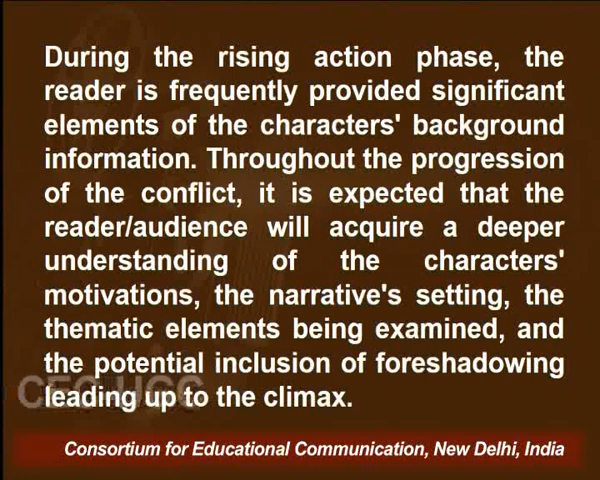 During the rising action phase, the
reader is frequently provided significant
elements of the characters' background
information. Throughout the progression
of the conflict, it is expected that the
reader/audience will acquire a deeper
understanding of the characters'
motivations, the narrative's setting, the
thematic elements being examined, and
the potential inclusion of foreshadowing
leading up to the climax.
CEC-UGC
Consortium for Educational Communication, New Delhi, India